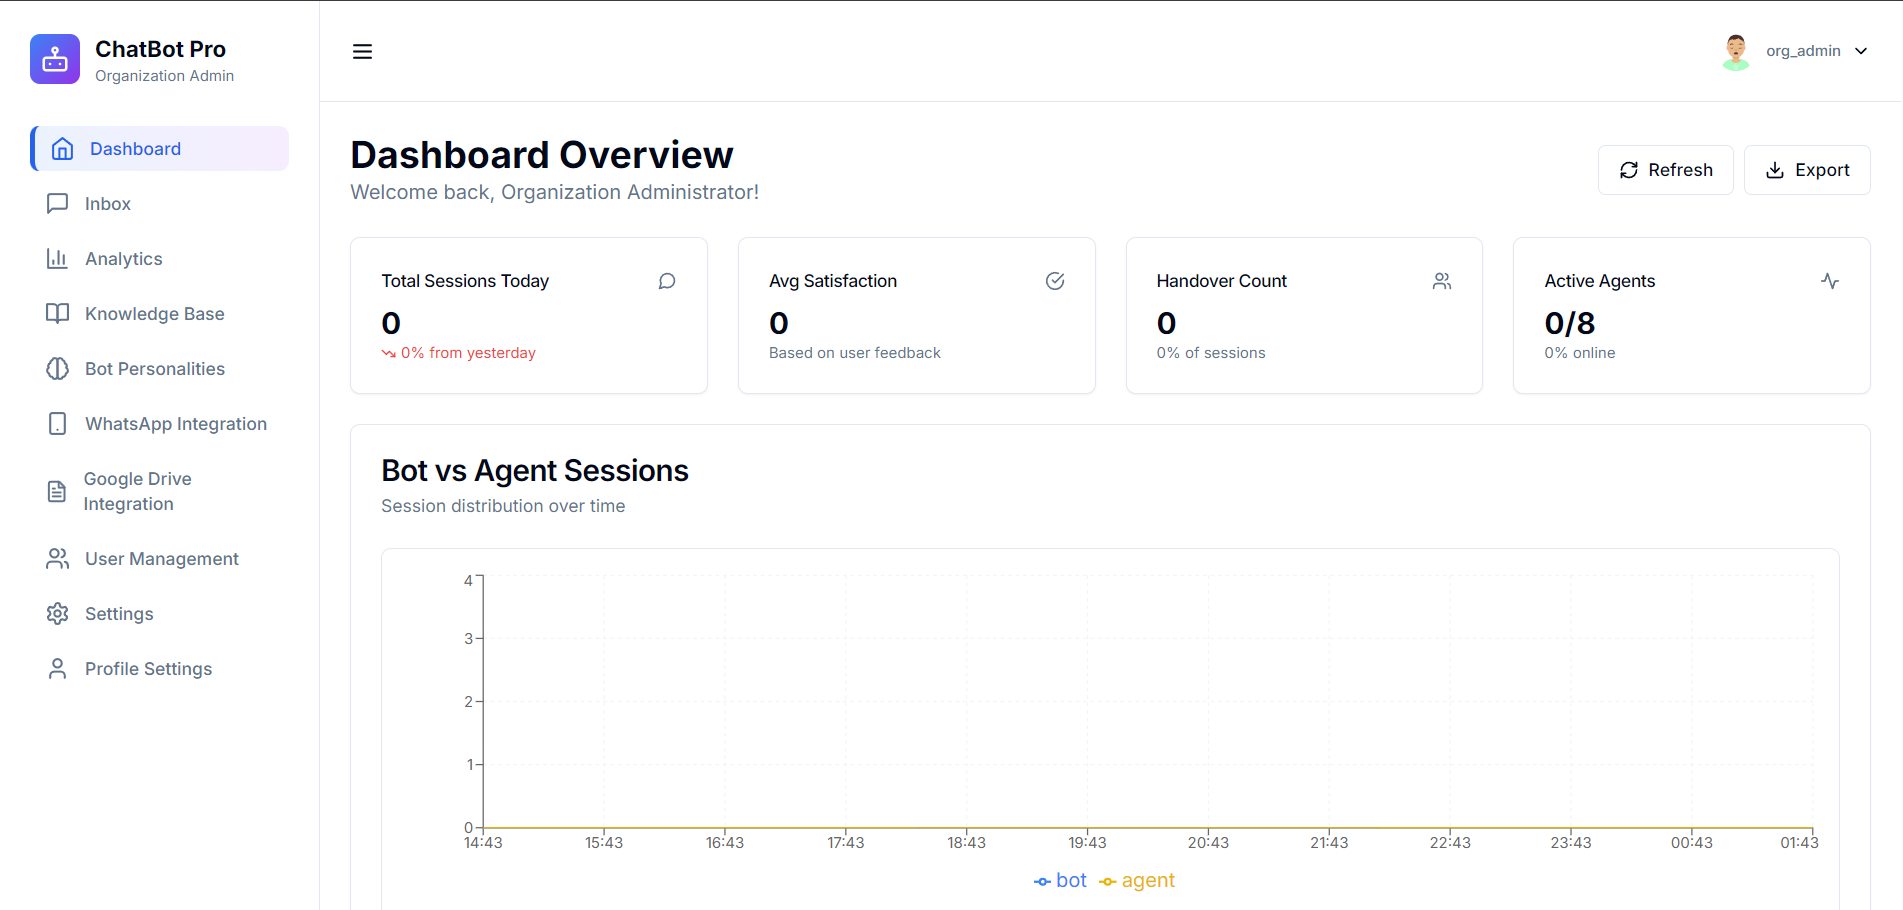 ChatBot Pro
Organization Admin
Dashboard
Inbox
Analytics
Knowledge Base
Bot Personalities
WhatsApp Integration
Google Drive
Integration
User Management
Settings
Profile Settings
org_admin
Dashboard Overview
Welcome back, Organization Administrator!
Refresh
Export
Total Sessions Today
0
0% from yesterday
Avg Satisfaction
0
Based on user feedback
Handover Count
0
0% of sessions
Active Agents
0/8
0% online
Bot vs Agent Sessions
Session distribution over time
4
3
2
1
0
14:43 15:43 16:43 17:43 18:43 19:43 20:43 21:43 22:43 23:43 00:43 01:43
bot agent